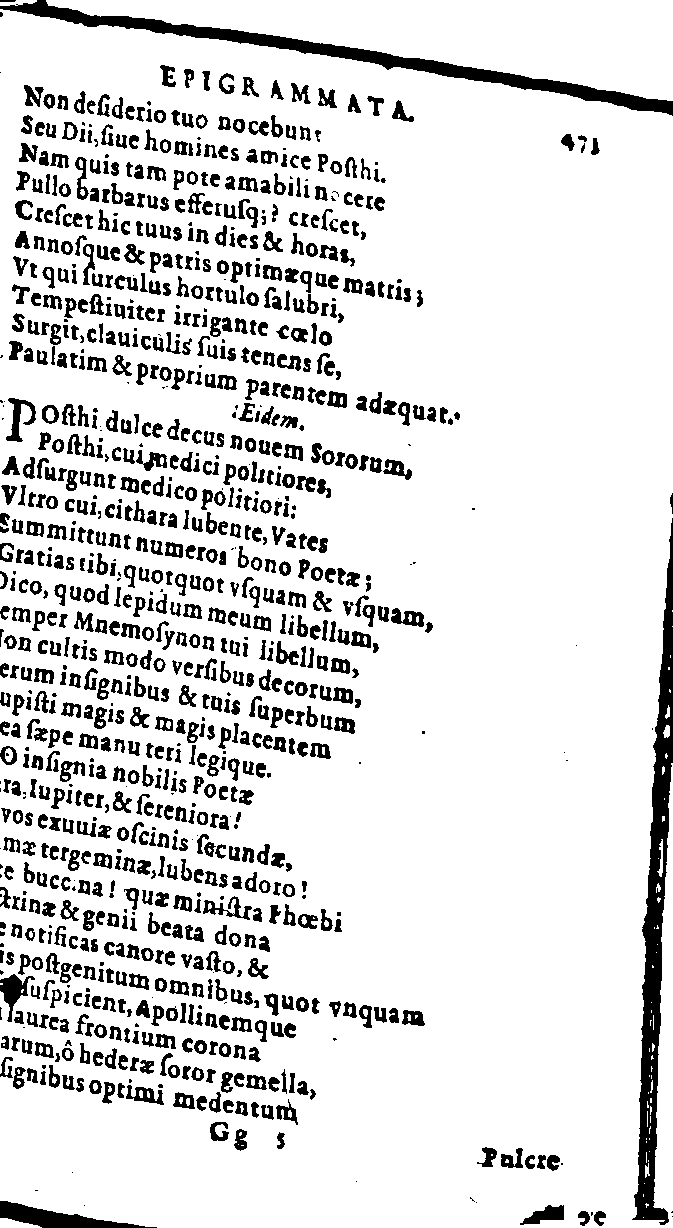 EPIGRAMMATA.
471
Non deſiderio tuo nocebunt
Seu Dii, ſiue homines amice Poſthi.
Nam quis tam pote amabili nocere
Pullo barbarus efferuſq;? creſcet,
Creſcet hic tuus in dies & horas,
Annoſque & patris optimæque matris;
Vt qui ſurculus hortulo ſalubri,
Tempeſtiuiter irrigante cœlo
Surgit, clauiculis ſuis tenens ſe,
Paulatim & proprium parentem adæquat.
Eidem.
POſthi dulce decus nouem Sororum,
Poſthi, cui medici politiores,
Adſurgunt medico politiori:
Vltro cui, cithara lubente, Vates
Summittunt numeros bono Poetæ;
Gratias tibi, quotquot vſquam & vſquam,
Dico, quod lepidum meum libellum,
emper Mnemoſynon tui libellum,
on cultis modo verſibus decorum,
erum inſignibus & tuis ſuperbum
upiſti magis & magis placentem
ea ſæpe manu teri legique.
O inſignia nobilis Poetæ
ra, Iupiter, & ſereniora!
vos exuuiæ oſcinis ſecundæ,
mæ tergeminæ, lubens adoro!
te buccina! quæ miniſtra Phœbi
ſtrinæ & genii beata dona
e notificas canore vaſto, &
is poſtgenitum omnibus, quot vnquam
ſuſpicient, Apollinemque
laurea frontium corona
arum, ô hederæ ſoror gemella,
ſignibus optimi medentum
Gg 5
Pulcre